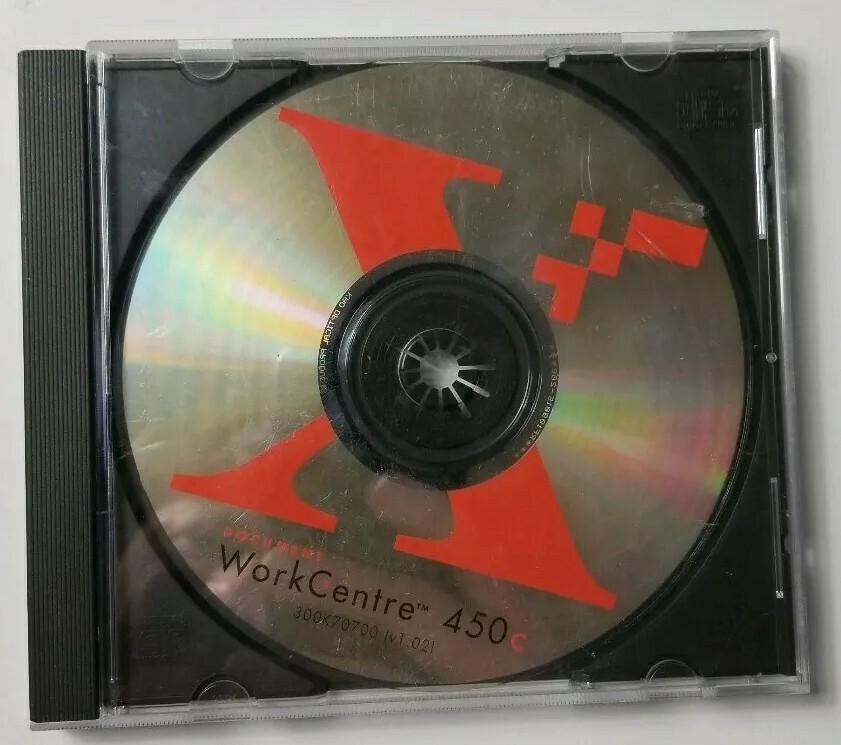 DOCUMENT
WorkCentre™ 450c
300K70700 (v1.02)